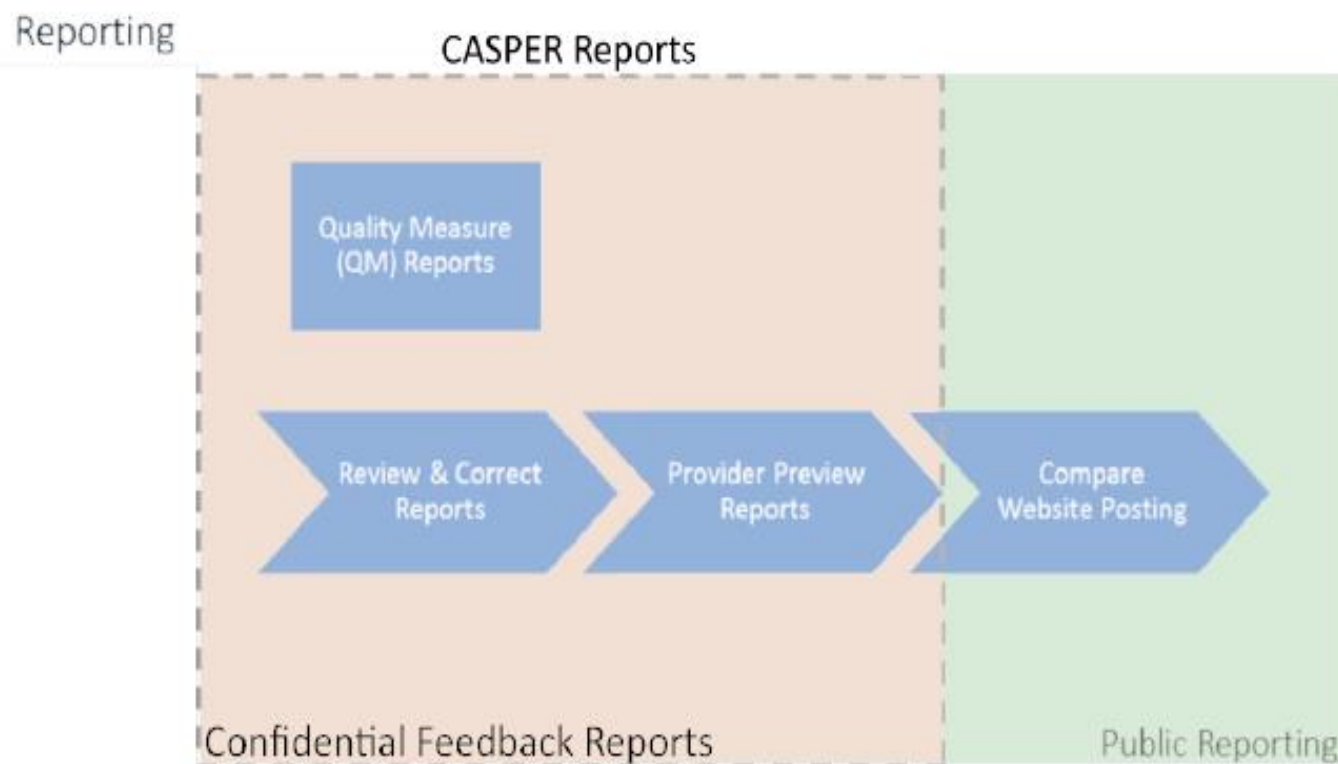 Reporting
CASPER Reports
Quality Measure
(QM) Reports
Review & Correct
Reports
Provider Preview
Reports
Compare
Website Posting
Confidential Feedback Reports
Public Reporting